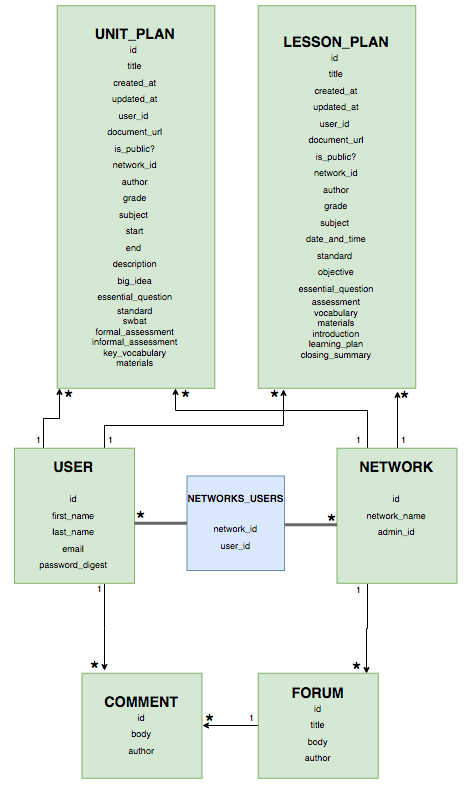 UNIT_PLAN
id
title
created_at
updated_at
user_id
document_url
is_public?
network_id
author
grade
subject
start
end
description
big_idea
essential_question
standard
swbat
formal_assessment
informal_assessment
key_vocabulary
materials
LESSON_PLAN
id
title
created_at
updated_at
user_id
document_url
is_public?
network_id
author
grade
subject
date_and_time
standard
objective
essential_question
assessment
vocabulary
materials
introduction
learning_plan
closing_summary
* * * *
1 1 1 1
USER
id
first_name
last_name
email
password_digest
*
NETWORKS_USERS
network_id
user_id
*
NETWORK
id
network_name
admin_id
1 1
* *
COMMENT
id
body
author
* 1
FORUM
id
title
body
author